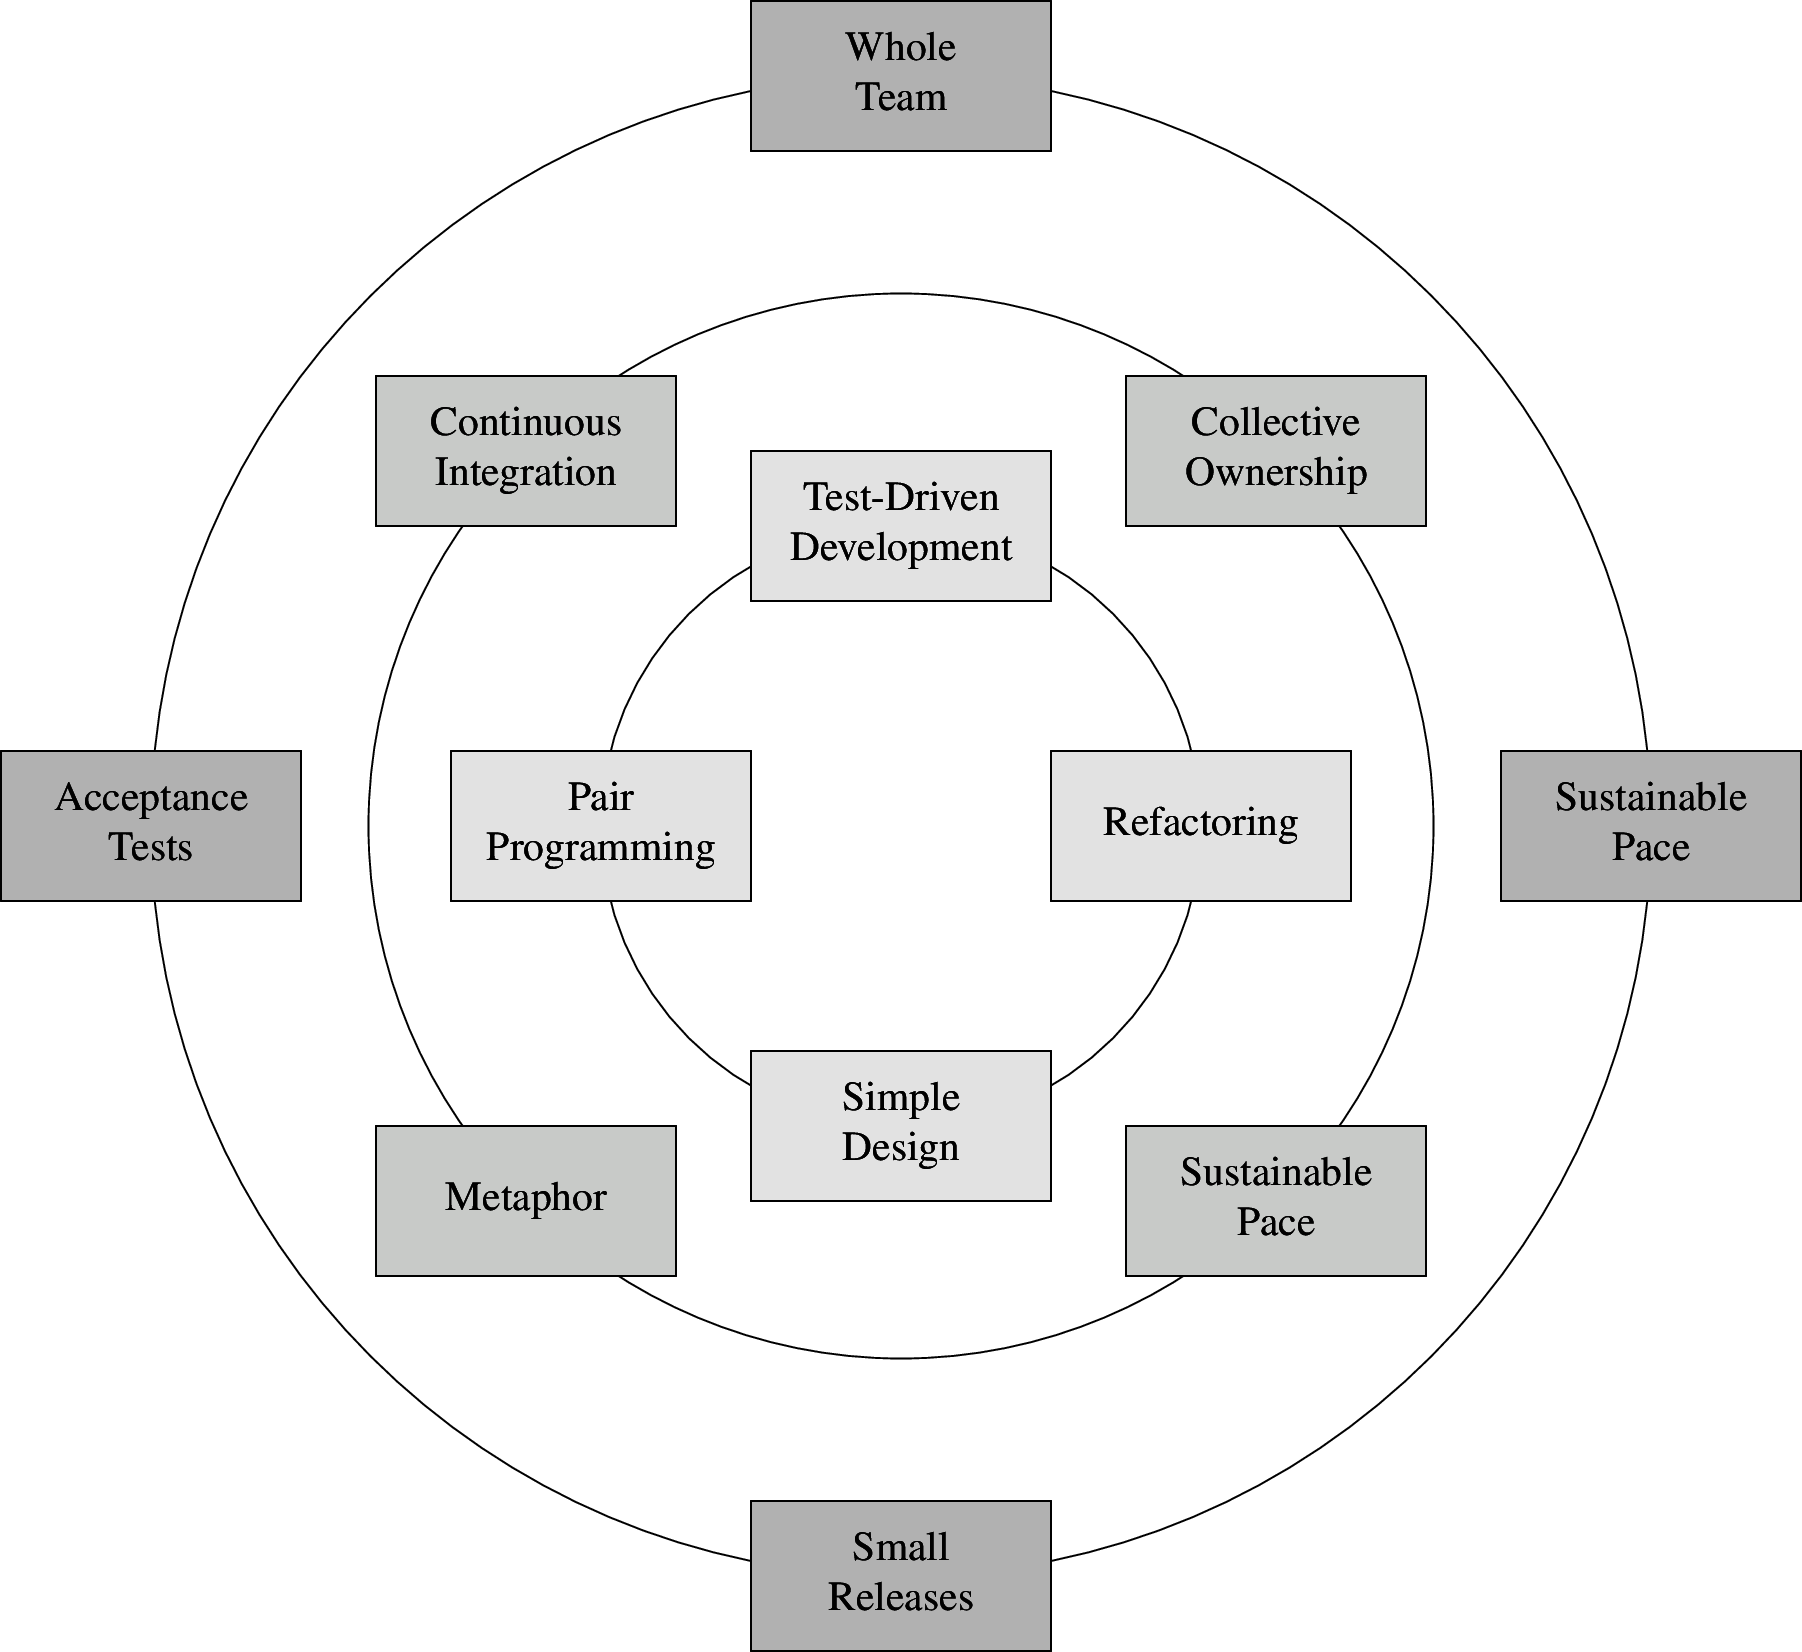 Whole
Team
Continuous
Integration
Collective
Ownership
Test-Driven
Development
Acceptance
Tests
Pair
Programming
Refactoring
Sustainable
Pace
Simple
Design
Metaphor
Sustainable
Pace
Small
Releases